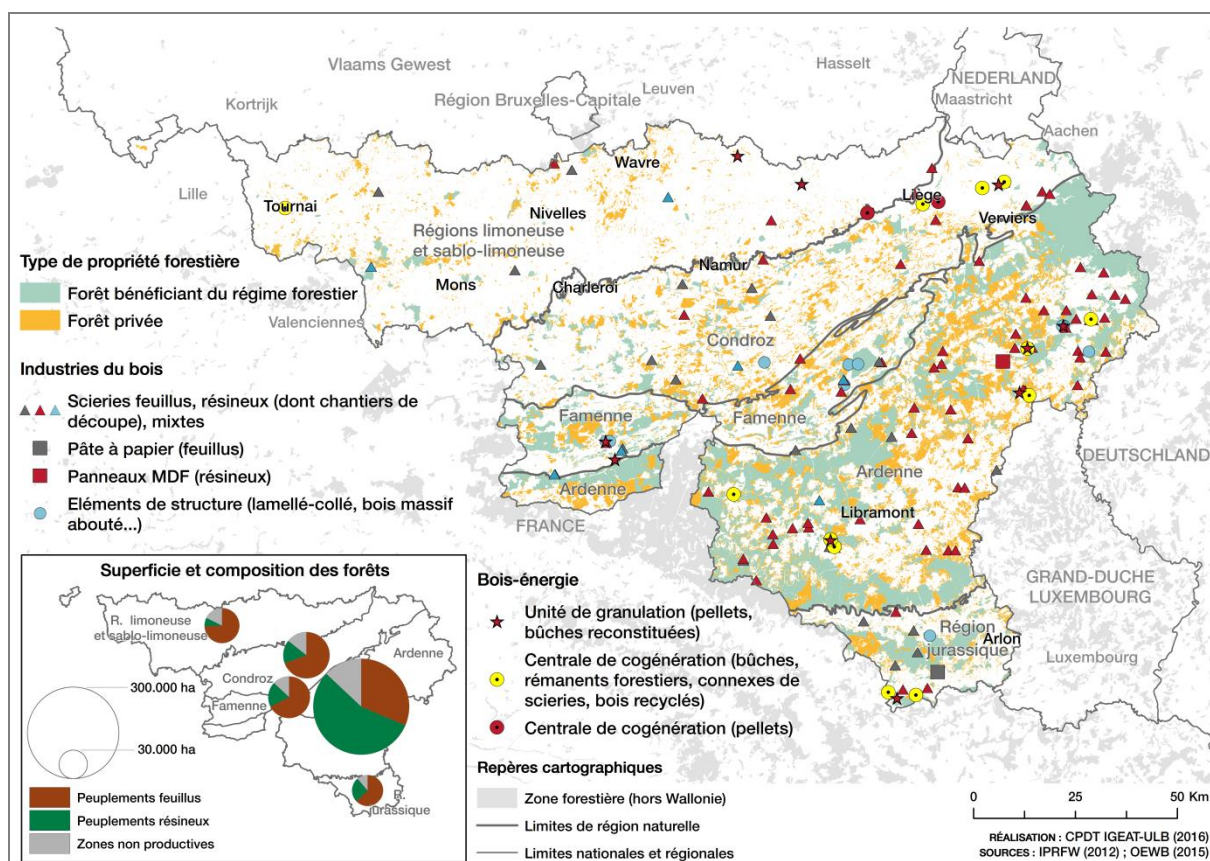 Vlaams Gewest
Hasselt
NEDERLAND
Maastricht
Kortrijk
Région Bruxelles-Capitale
Leuven
Aachen
Wavre
Lille
Tournai
Nivelles
Liège
Verviers
Régions limoneuse
et sablo-limoneuse
Namur
Mons
Charleroi
Valenciennes
Condroz
Famenne
Famenne
Ardenne
Ardenne
DEUTSCHLAND
FRANCE
Libramont
GRAND-DUCHE
LUXEMBOURG
Région
jurassique
Arlon
Luxembourg
Type de propriété forestière
Forêt bénéficiant du régime forestier
Forêt privée
Industries du bois
Scieries feuillus, résineux (dont chantiers de
découpe), mixtes
Pâte à papier (feuillus)
Panneaux MDF (résineux)
Eléments de structure (lamellé-collé, bois massif
abouté...)
Superficie et composition des forêts
R. limoneuse
et sablo-limoneuse
Ardenne
Condroz
Famenne
R.
jurassique
300.000 ha
30.000 ha
Peuplements feuillus
Peuplements résineux
Zones non productives
Bois-énergie
Unité de granulation (pellets,
bûches reconstituées)
Centrale de cogénération (bûches,
rémanents forestiers, connexes de
scieries, bois recyclés)
Centrale de cogénération (pellets)
Repères cartographiques
Zone forestière (hors Wallonie)
Limites de région naturelle
Limites nationales et régionales
0 25 50 Km
RÉALISATION : CPDT IGEAT-ULB (2016)
SOURCES : IPRFW (2012) ; OEWB (2015)